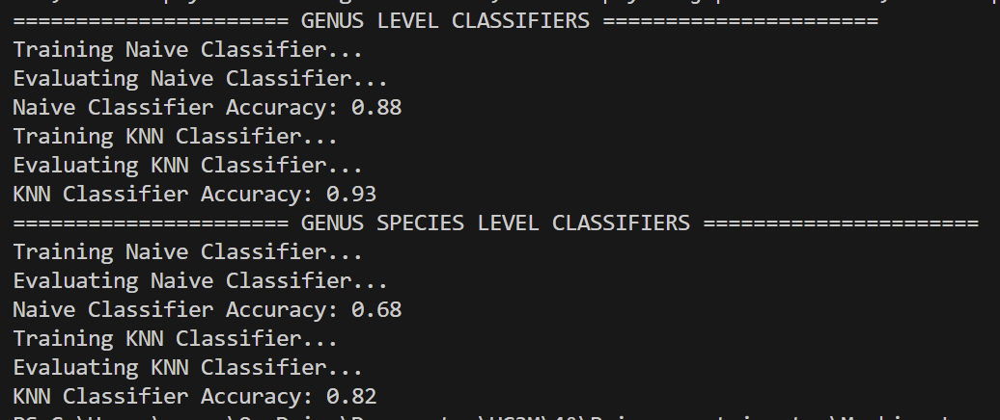 ====================== GENUS LEVEL CLASSIFIERS ======================
Training Naive Classifier...
Evaluating Naive Classifier...
Naive Classifier Accuracy: 0.88
Training KNN Classifier...
Evaluating KNN Classifier...
KNN Classifier Accuracy: 0.93
====================== GENUS SPECIES LEVEL CLASSIFIERS ======================
Training Naive Classifier...
Evaluating Naive Classifier...
Naive Classifier Accuracy: 0.68
Training KNN Classifier...
Evaluating KNN Classifier...
KNN Classifier Accuracy: 0.82